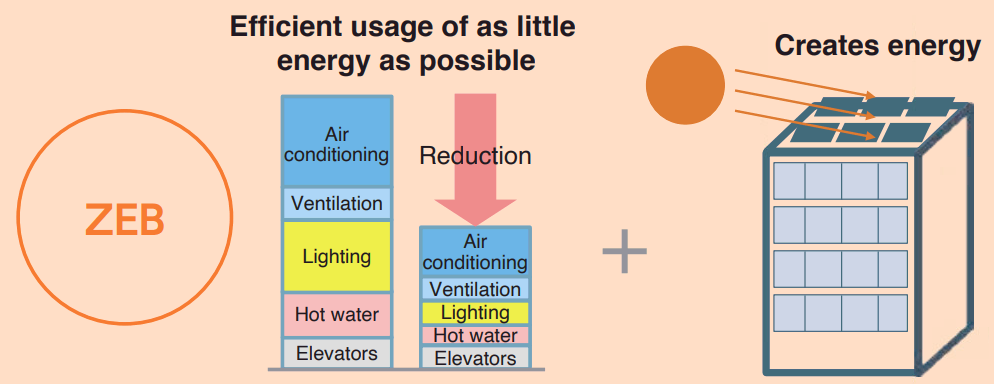 Efficient usage of as little
energy as possible
Creates energy
ZEB
Air
conditioning
Ventilation
Lighting
Hot water
Elevators
Reduction
Air
conditioning
Ventilation
Lighting
Hot water
Elevators
+